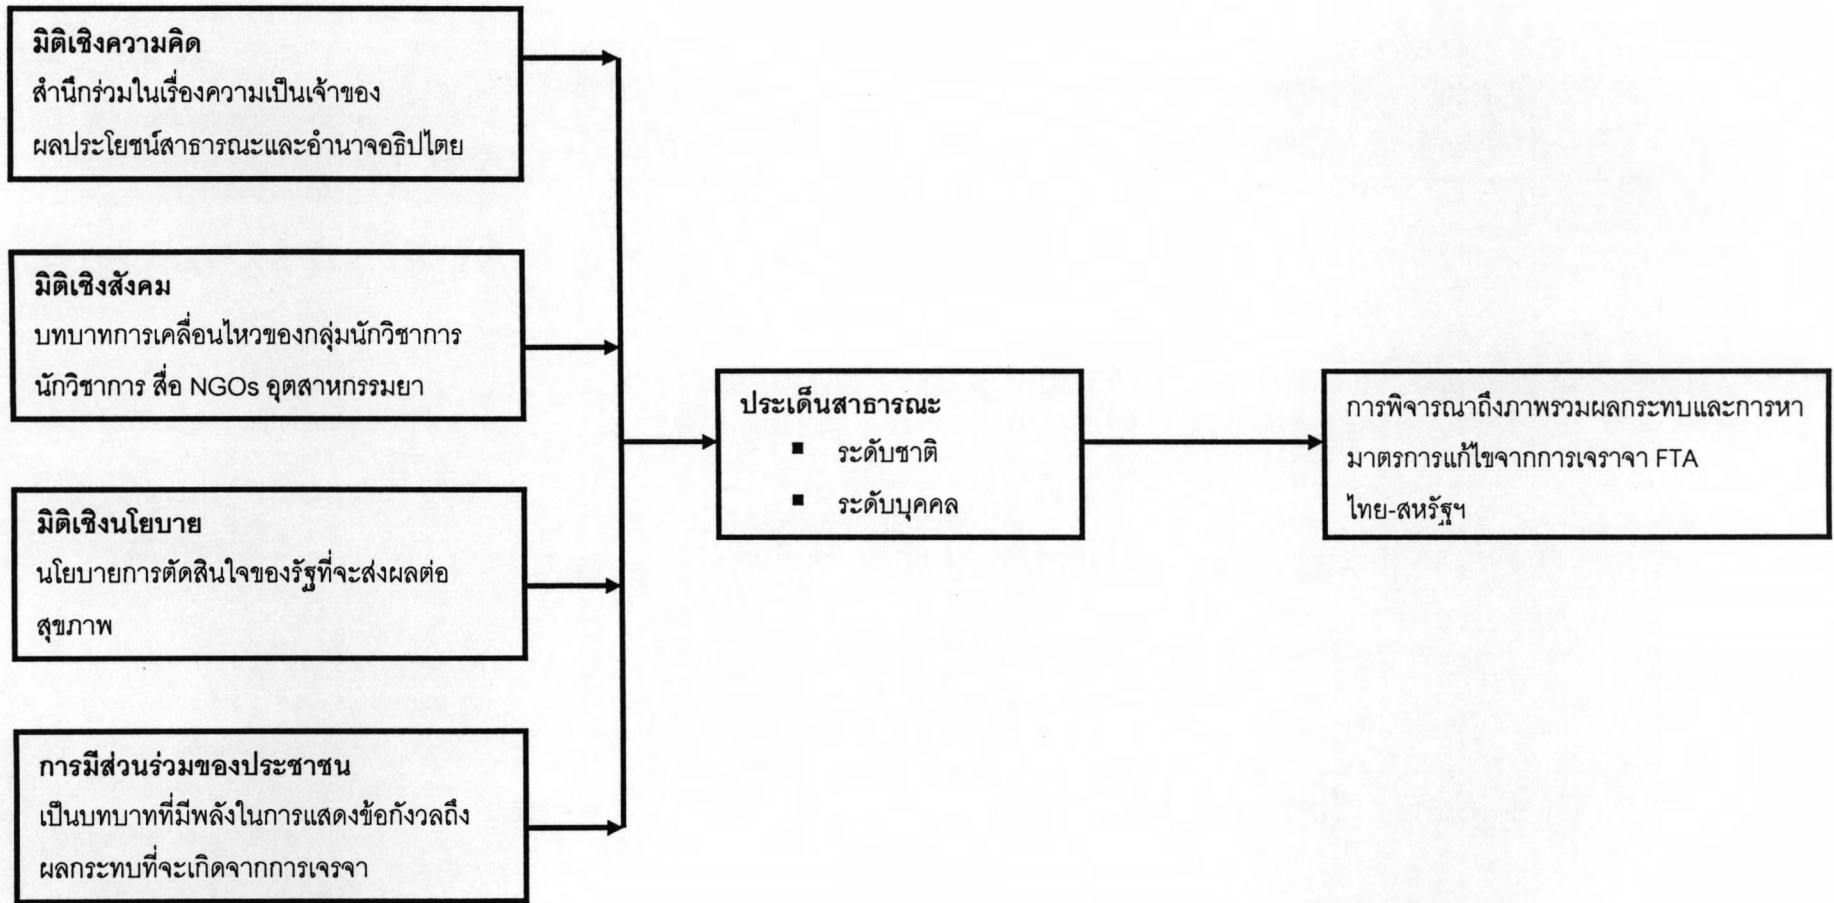 มิติเชิงความคิด
สำนึกร่วมในเรื่องความเป็นเจ้าของ
ผลประโยชน์สาธารณะและอำนาจอธิปไตย
มิติเชิงสังคม
บทบาทการเคลื่อนไหวของกลุ่มนักวิชาการ
นักวิชาการ สื่อ NGOs อุตสาหกรรมยา
มิติเชิงนโยบาย
นโยบายการตัดสินใจของรัฐที่จะส่งผลต่อ
สุขภาพ
การมีส่วนร่วมของประชาชน
เป็นบทบาทที่มีพลังในการแสดงข้อกังวลถึง
ผลกระทบที่จะเกิดจากการเจรจา
ประเด็นสาธารณะ
▪ ระดับชาติ
▪ ระดับบุคคล
การพิจารณาถึงภาพรวมผลกระทบและการหา
มาตรการแก้ไขจากการเจราจา FTA
ไทย-สหรัฐฯ